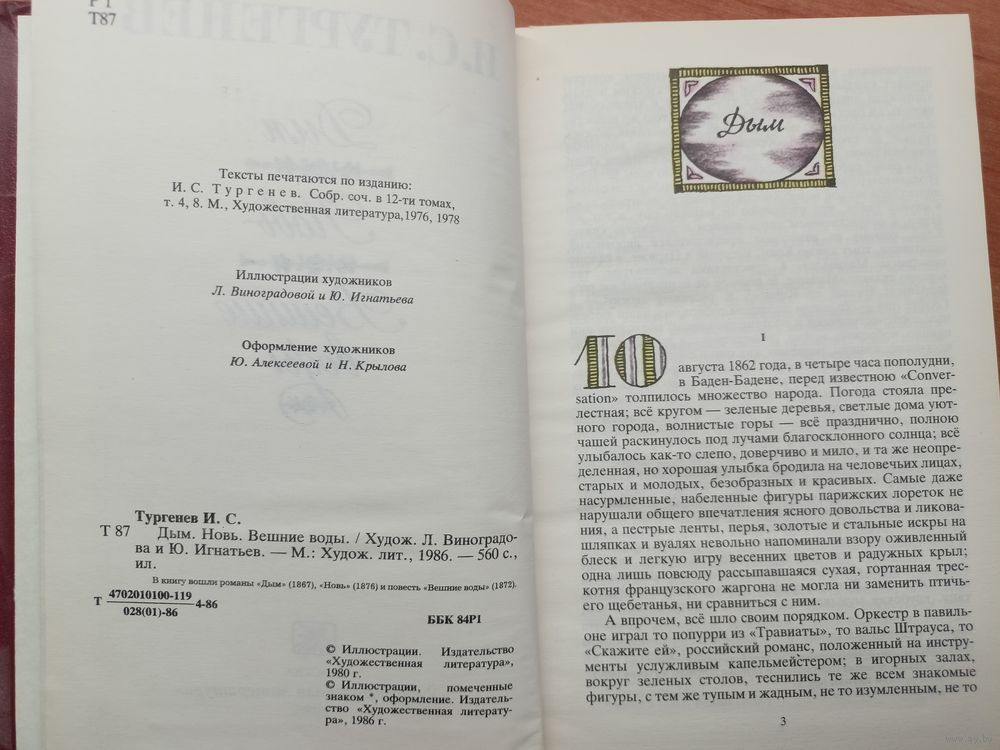 Р1
Т87
Тексты печатаются по изданию:
И. С. Тургенев. Собр. соч. в 12-ти томах,
т. 4, 8. М., Художественная литература,1976, 1978
Иллюстрации художников
Л. Виноградовой и Ю. Игнатьева
Оформление художников
Ю. Алексеевой и Н. Крылова
Тургенев И. С.
Т 87 Дым. Новь. Вешние воды. / Худож. Л. Виноградо-
ва и Ю. Игнатьев. — М.: Худож. лит., 1986. — 560 с.,
ил.
В книгу вошли романы «Дым» (1867), «Новь» (1876) и повесть «Вешние воды» (1872).
Т 4702010100-119
028(01)-86 4-86
ББК 84Р1
© Иллюстрации. Издательство
«Художественная литература»,
1980 г.
© Иллюстрации, помеченные
знаком *, оформление. Издатель-
ство «Художественная литерату-
ра», 1986 г.
Дым
I
10 августа 1862 года, в четыре часа пополудни,
в Баден-Бадене, перед известною «Conver-
sation» толпилось множество народа. Погода стояла пре-
лестная; всё кругом — зеленые деревья, светлые дома уют-
ного города, волнистые горы — всё празднично, полною
чашей раскинулось под лучами благосклонного солнца; всё
улыбалось как-то слепо, доверчиво и мило, и та же неопре-
деленная, но хорошая улыбка бродила на человечьих лицах,
старых и молодых, безобразных и красивых. Самые даже
насурмленные, набеленные фигуры парижских лореток не
нарушали общего впечатления ясного довольства и ликова-
ния, а пестрые ленты, перья, золотые и стальные искры на
шляпках и вуалях невольно напоминали взору оживленный
блеск и легкую игру весенних цветов и радужных крыл;
одна лишь повсюду рассыпавшаяся сухая, гортанная трес-
котня французского жаргона не могла ни заменить птичь-
его щебетанья, ни сравниться с ним.
А впрочем, всё шло своим порядком. Оркестр в павиль-
оне играл то попурри из «Травиаты», то вальс Штрауса, то
«Скажите ей», российский романс, положенный на инстру-
менты услужливым капельмейстером; в игорных залах,
вокруг зеленых столов, теснились те же всем знакомые
фигуры, с тем же тупым и жадным, не то изумленным, не то
3